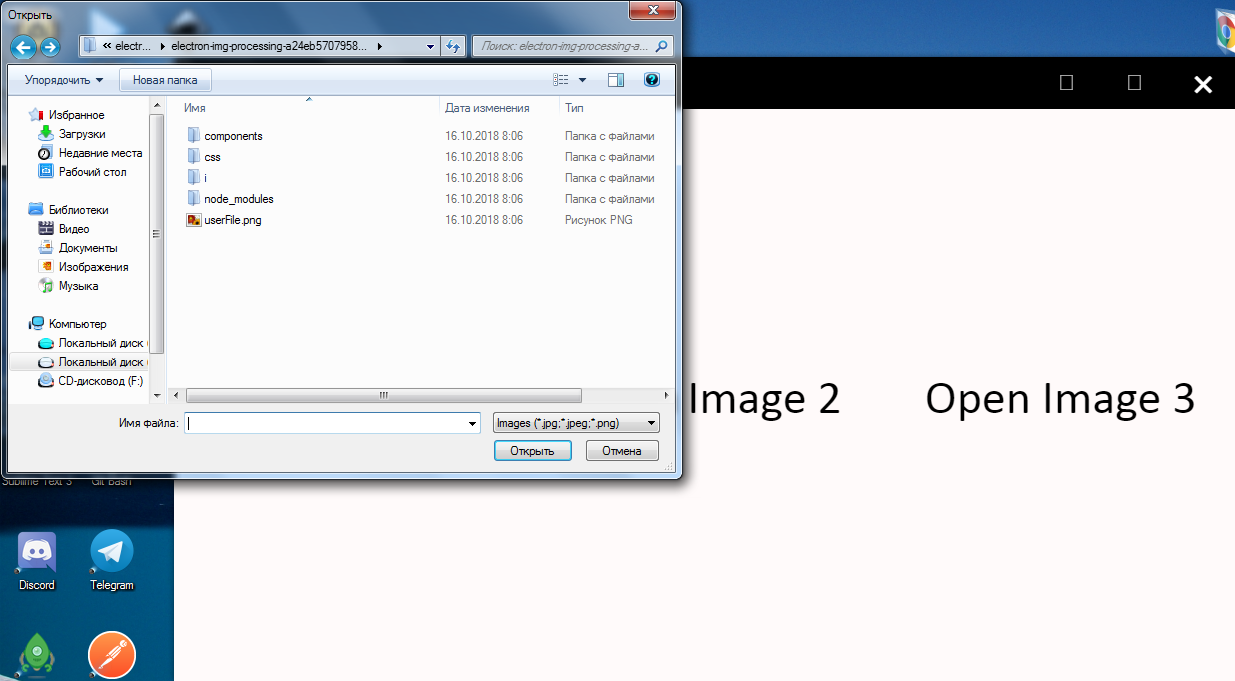 Открыть
« electr... ▸ electron-img-processing-a24eb5707958... ▸
Поиск: electron-img-processing-a...
Упорядочить
Новая папка
Имя
Дата изменения
Тип
Избранное
Загрузки
Недавние места
Рабочий стол
Библиотеки
Видео
Документы
Изображения
Музыка
Компьютер
Локальный диск (
Локальный диск (
CD-дисковод (F:)
components 16.10.2018 8:06 Папка с файлами
css 16.10.2018 8:06 Папка с файлами
i 16.10.2018 8:06 Папка с файлами
node_modules 16.10.2018 8:06 Папка с файлами
userFile.png 16.10.2018 8:06 Рисунок PNG
Имя файла:
Images (*.jpg;*.jpeg;*.png)
Открыть
Отмена
Image 2
Open Image 3
Sublime Text 3
Git Bash
Discord
Telegram